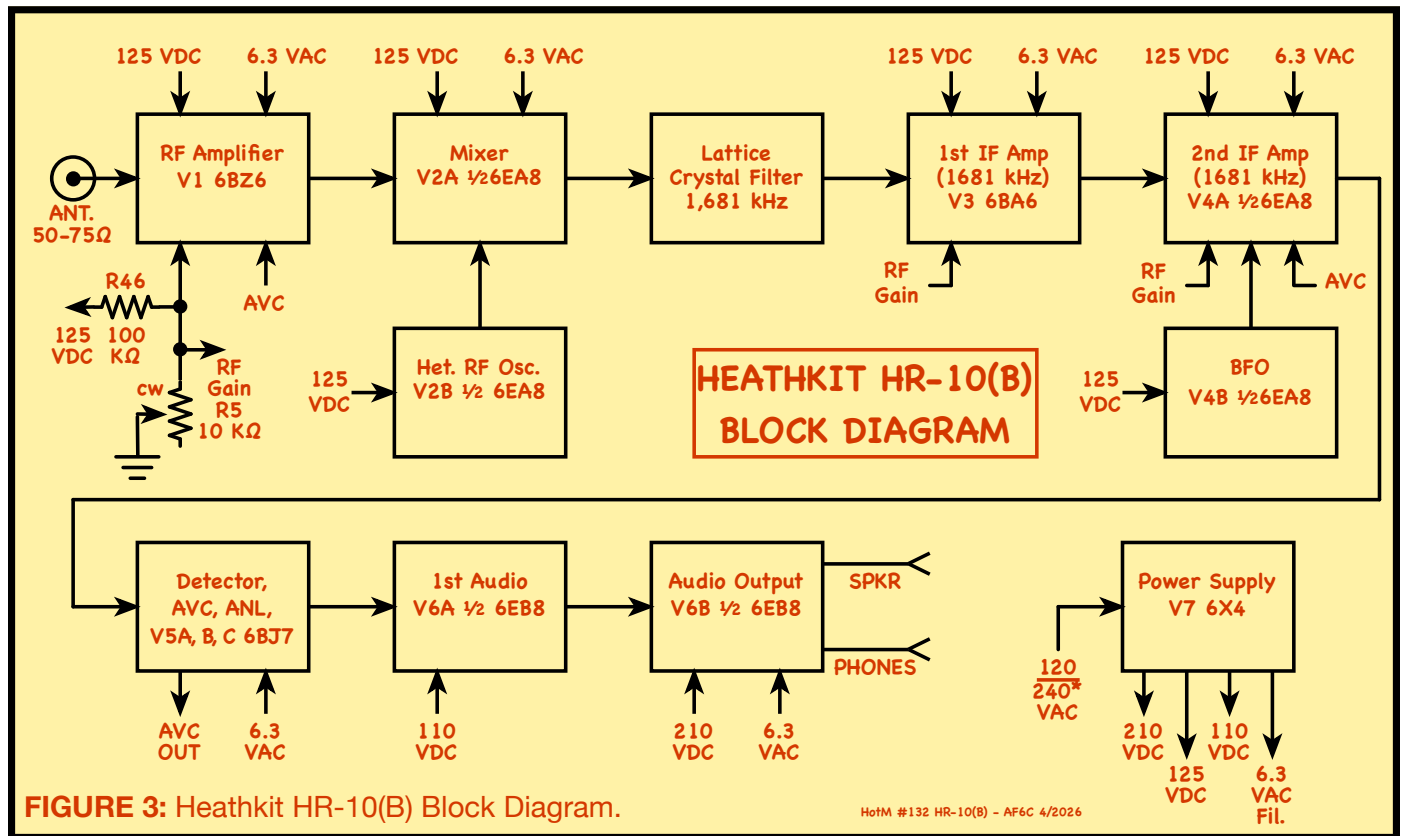 125 VDC
6.3 VAC
125 VDC
6.3 VAC
125 VDC
6.3 VAC
125 VDC
6.3 VAC
RF Amplifier
V1 6BZ6
Mixer
V2A ½6EA8
Lattice
Crystal Filter
1,681 kHz
1st IF Amp
(1681 kHz)
V3 6BA6
2nd IF Amp
(1681 kHz)
V4A ½6EA8
ANT.
50-75Ω
R46
125
VDC
100
KΩ
AVC
RF
Gain
cw
R5
10 KΩ
125
VDC
Het. RF Osc.
V2B ½ 6EA8
RF
Gain
RF
Gain
AVC
HEATHKIT HR-10(B)
BLOCK DIAGRAM
125
VDC
BFO
V4B ½6EA8
Detector,
AVC, ANL,
V5A, B, C 6BJ7
1st Audio
V6A ½ 6EB8
Audio Output
V6B ½ 6EB8
SPKR
PHONES
Power Supply
V7 6X4
120
240*
VAC
AVC
OUT
6.3
VAC
110
VDC
210
VDC
6.3
VAC
210
VDC
125
VDC
110
VDC
6.3
VAC
Fil.
FIGURE 3: Heathkit HR-10(B) Block Diagram.
HotM #132 HR-10(B) - AF6C 4/2026